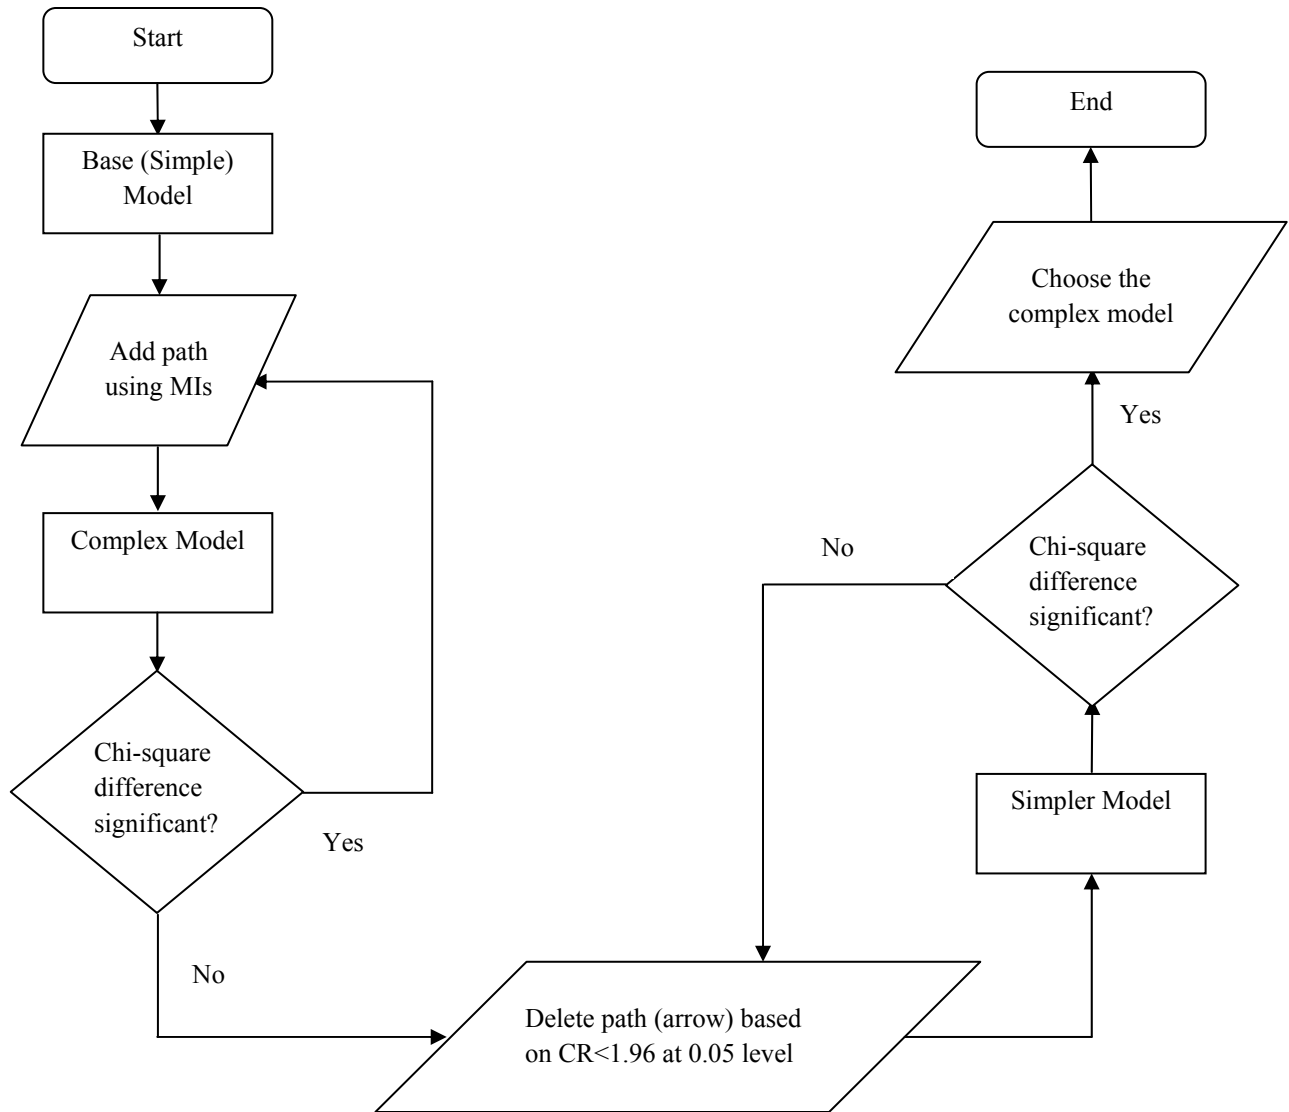 Start
Base (Simple)
Model
Add path
using MIs
Complex Model
Chi-square
difference
significant?
Yes
No
Delete path (arrow) based
on CR<1.96 at 0.05 level
Simpler Model
Chi-square
difference
significant?
No
Yes
Choose the
complex model
End